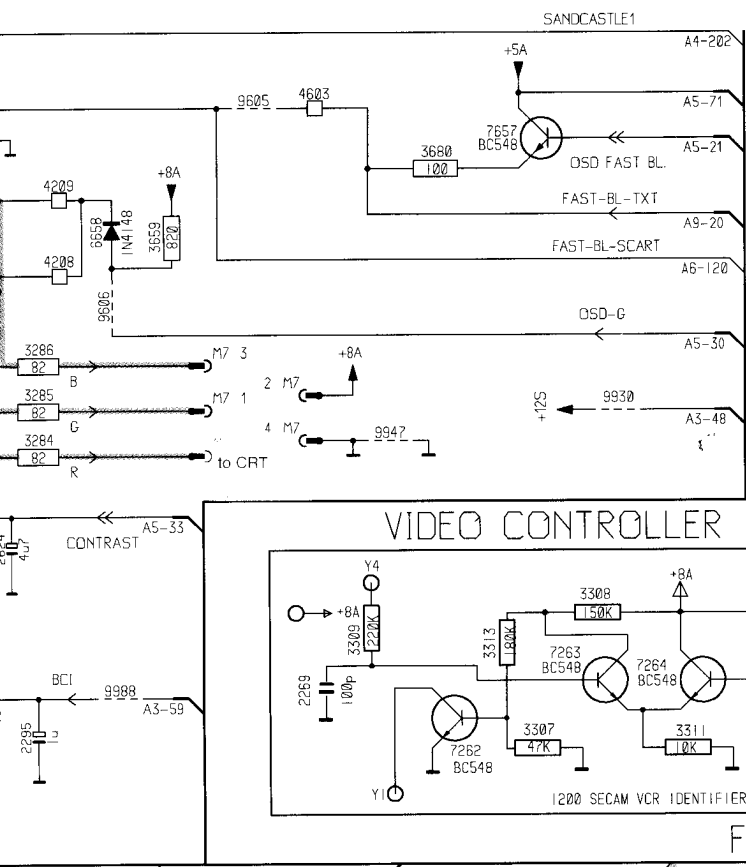 SANDCASTLE1
A4-202
+5A
9605
4603
A5-71
7657
BC548
3680
100
A5-21
OSD FAST BL.
+8A
4209
FAST-BL-TXT
6658
1N4148
3659
820
A9-20
FAST-BL-SCART
4208
A6-120
9606
OSD-G
3286
82
B
M7 3
+8A
A5-30
3285
82
G
M7 1
2 M7
+12S
9930
A3-48
3284
82
R
to CRT
4 M7
9947
A5-33
CONTRAST
4u7
VIDEO CONTROLLER
Y4
+8A
3309
220K
3308
150K
+8A
3313
180K
7263
BC548
7264
BC548
2269
100p
BCI
9988
A3-59
2295
1u
7262
BC548
3307
47K
3311
10K
Y1
1200 SECAM VCR IDENTIFIER
F